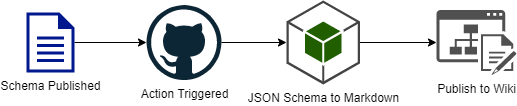 Schema Published
Action Triggered
JSON Schema to Markdown
Publish to Wiki